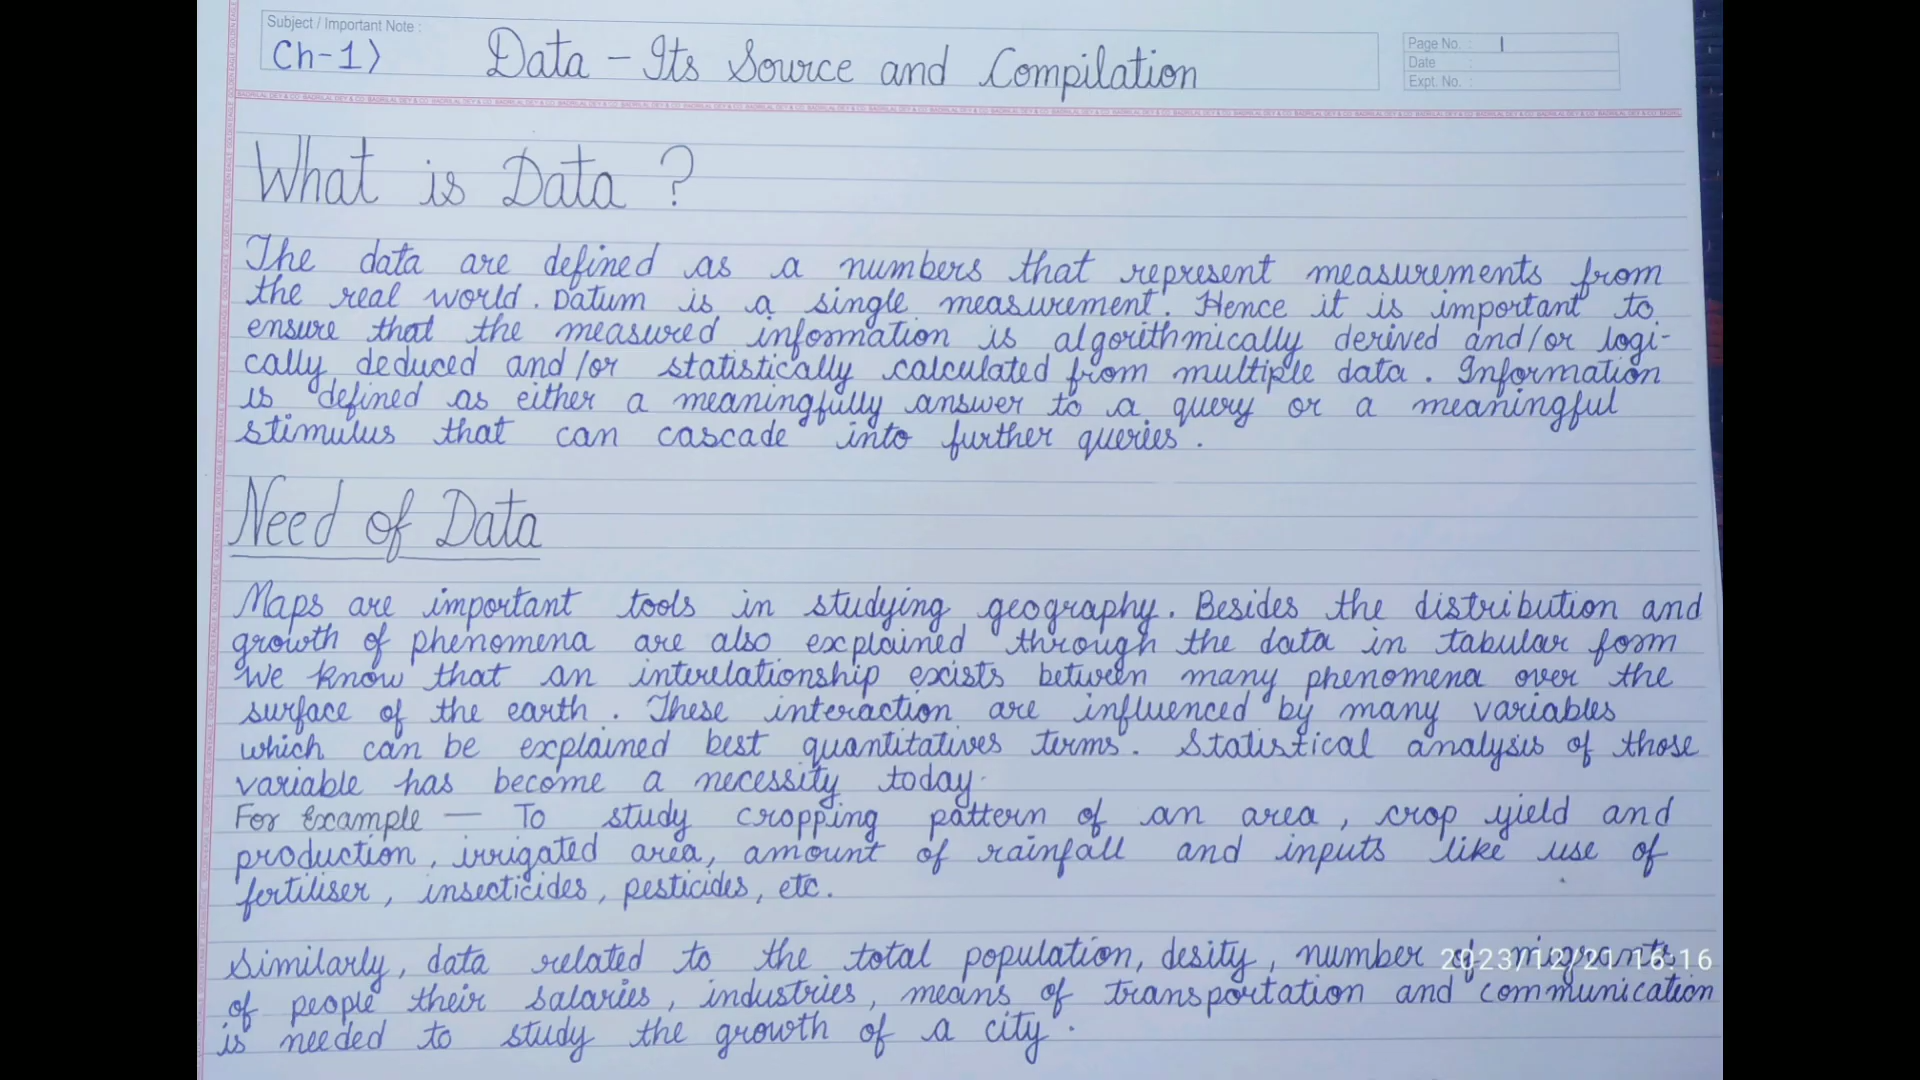 Subject / Important Note :
Ch-1) Data - Its Source and Compilation
Page No. : 1
Date :
Expt. No. :
What is Data ?
The data are defined as a numbers that represent measurements from
the real world. Datum is a single measurement. Hence it is important to
ensure that the measured information is algorithmically derived and/or logi-
cally deduced and/or statistically calculated from multiple data. Information
is defined as either a meaningfully answer to a query or a meaningful
stimulus that can cascade into further queries.
Need of Data
Maps are important tools in studying geography. Besides the distribution and
growth of phenomena are also explained through the data in tabular form
We know that an interelationship exists between many phenomena over the
surface of the earth. These interaction are influenced by many variables
which can be explained best quantitatives terms. Statistical analysis of those
variable has become a necessity today.
For Example — To study cropping pattern of an area, crop yield and
production, irrigated area, amount of rainfall and inputs like use of
fertiliser, insecticides, pesticides, etc.
Similarly, data related to the total population, desity, number of migrants
of people their salaries, industries, means of transportation and communication
is needed to study the growth of a city.
2023/12/21 16:16